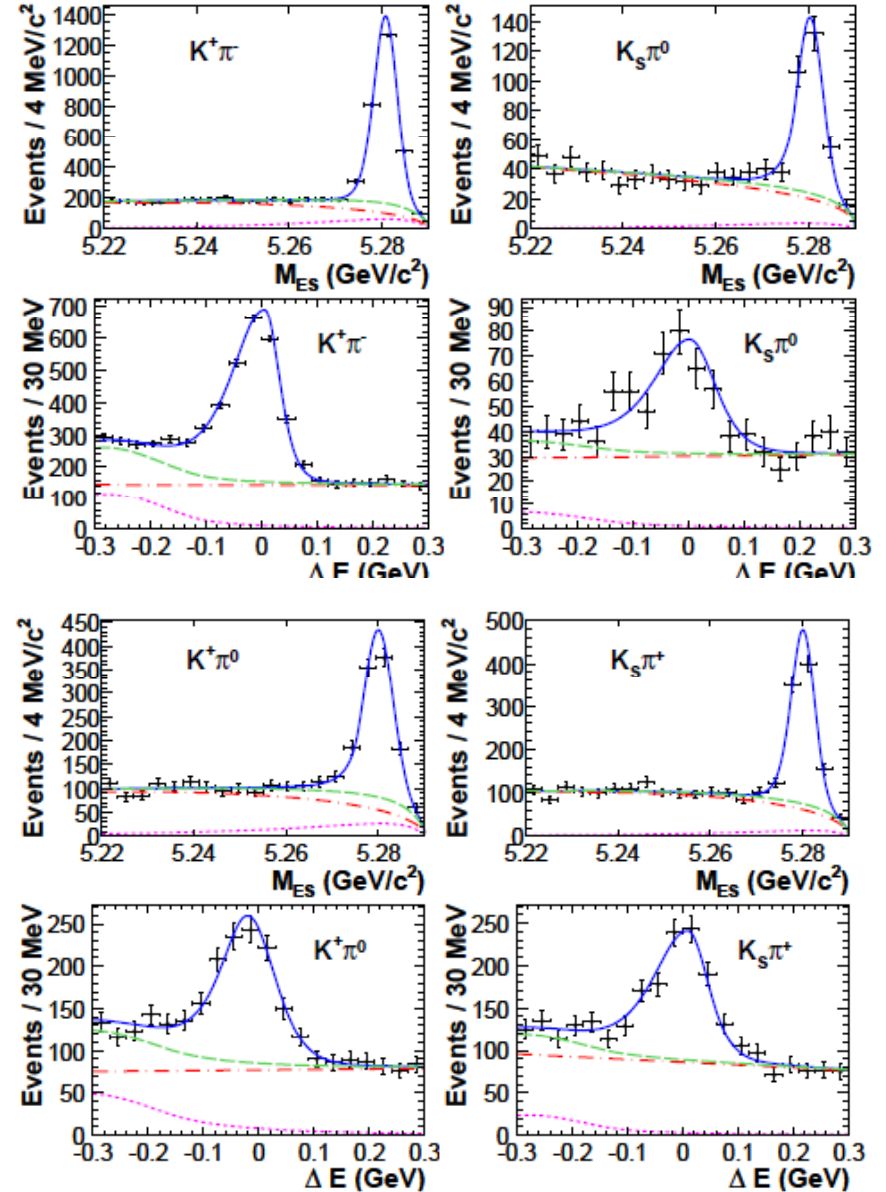 Events / 4 MeV/c²
1400
1200
1000
800
600
400
200
0
K⁺π⁻
5.22 5.24 5.26 5.28
M_ES (GeV/c²)
Events / 4 MeV/c²
140
120
100
80
60
40
20
0
K_sπ⁰
5.22 5.24 5.26 5.28
M_ES (GeV/c²)
Events / 30 MeV
700
600
500
400
300
200
100
0
K⁺π⁻
-0.3 -0.2 -0.1 0 0.1 0.2 0.3
Δ E (GeV)
Events / 30 MeV
90
80
70
60
50
40
30
20
10
0
K_sπ⁰
-0.3 -0.2 -0.1 0 0.1 0.2 0.3
Δ E (GeV)
Events / 4 MeV/c²
450
400
350
300
250
200
150
100
50
0
K⁺π⁰
5.22 5.24 5.26 5.28
M_ES (GeV/c²)
Events / 4 MeV/c²
500
400
300
200
100
0
K_sπ⁺
5.22 5.24 5.26 5.28
M_ES (GeV/c²)
Events / 30 MeV
250
200
150
100
50
0
K⁺π⁰
-0.3 -0.2 -0.1 0 0.1 0.2 0.3
Δ E (GeV)
Events / 30 MeV
250
200
150
100
50
0
K_sπ⁺
-0.3 -0.2 -0.1 0 0.1 0.2 0.3
Δ E (GeV)